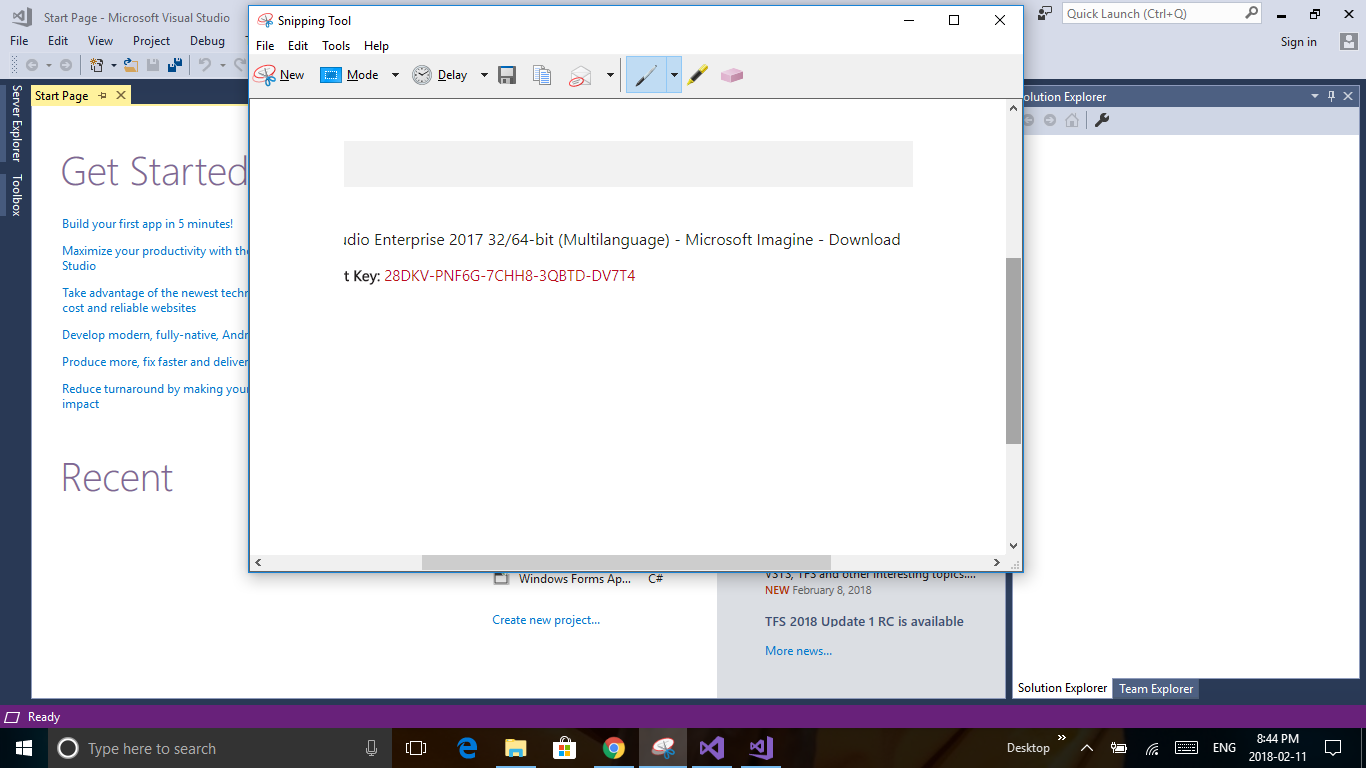 Start Page - Microsoft Visual Studio
Quick Launch (Ctrl+Q)
File Edit View Project Debug
Sign in
Snipping Tool
File Edit Tools Help
New Mode Delay
Server Explorer
Toolbox
Start Page
Get Started
Build your first app in 5 minutes!
Maximize your productivity with the
Studio
Take advantage of the newest techn
cost and reliable websites
Develop modern, fully-native, Andr
Produce more, fix faster and deliver
Reduce turnaround by making your
impact
Recent
udio Enterprise 2017 32/64-bit (Multilanguage) - Microsoft Imagine - Download
t Key: 28DKV-PNF6G-7CHH8-3QBTD-DV7T4
Windows Forms Ap... C#
Create new project...
VSTS, TFS and other interesting topics....
NEW February 8, 2018
TFS 2018 Update 1 RC is available
More news...
olution Explorer
Solution Explorer Team Explorer
Ready
Type here to search
Desktop
ENG
8:44 PM
2018-02-11